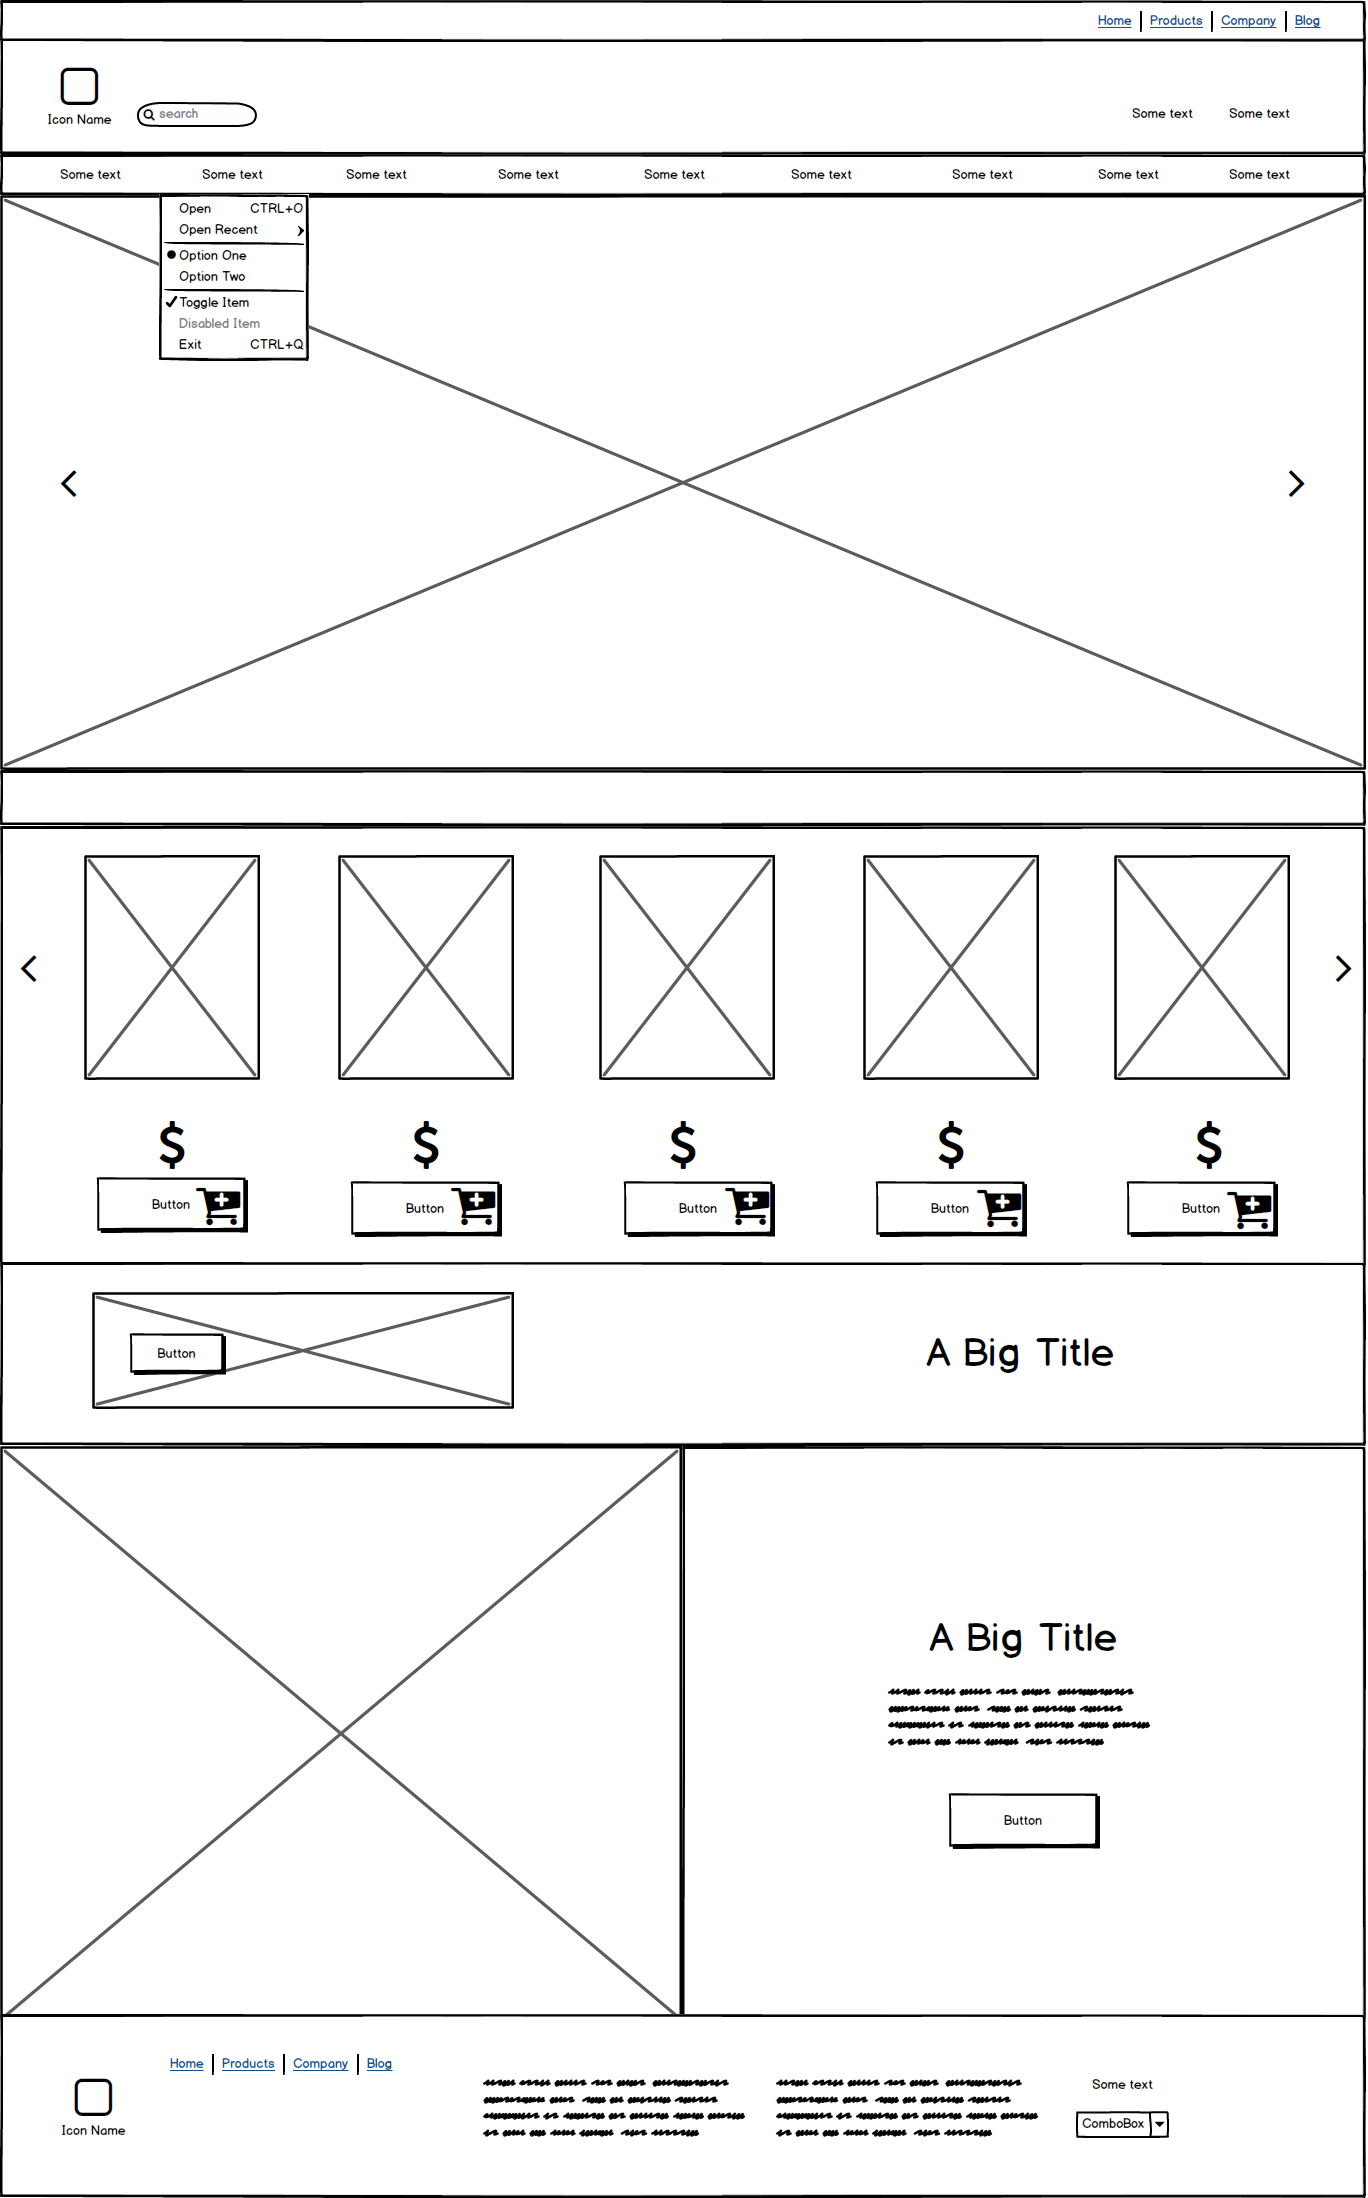 Home Products Company Blog
Icon Name
search
Some text Some text
Some text Some text Some text Some text Some text Some text Some text Some text Some text
Open CTRL+O
Open Recent
Option One
Option Two
Toggle Item
Disabled Item
Exit CTRL+Q
$ $ $ $ $
Button Button Button Button Button
Button
A Big Title
A Big Title
Button
Home Products Company Blog
Icon Name
Some text
ComboBox